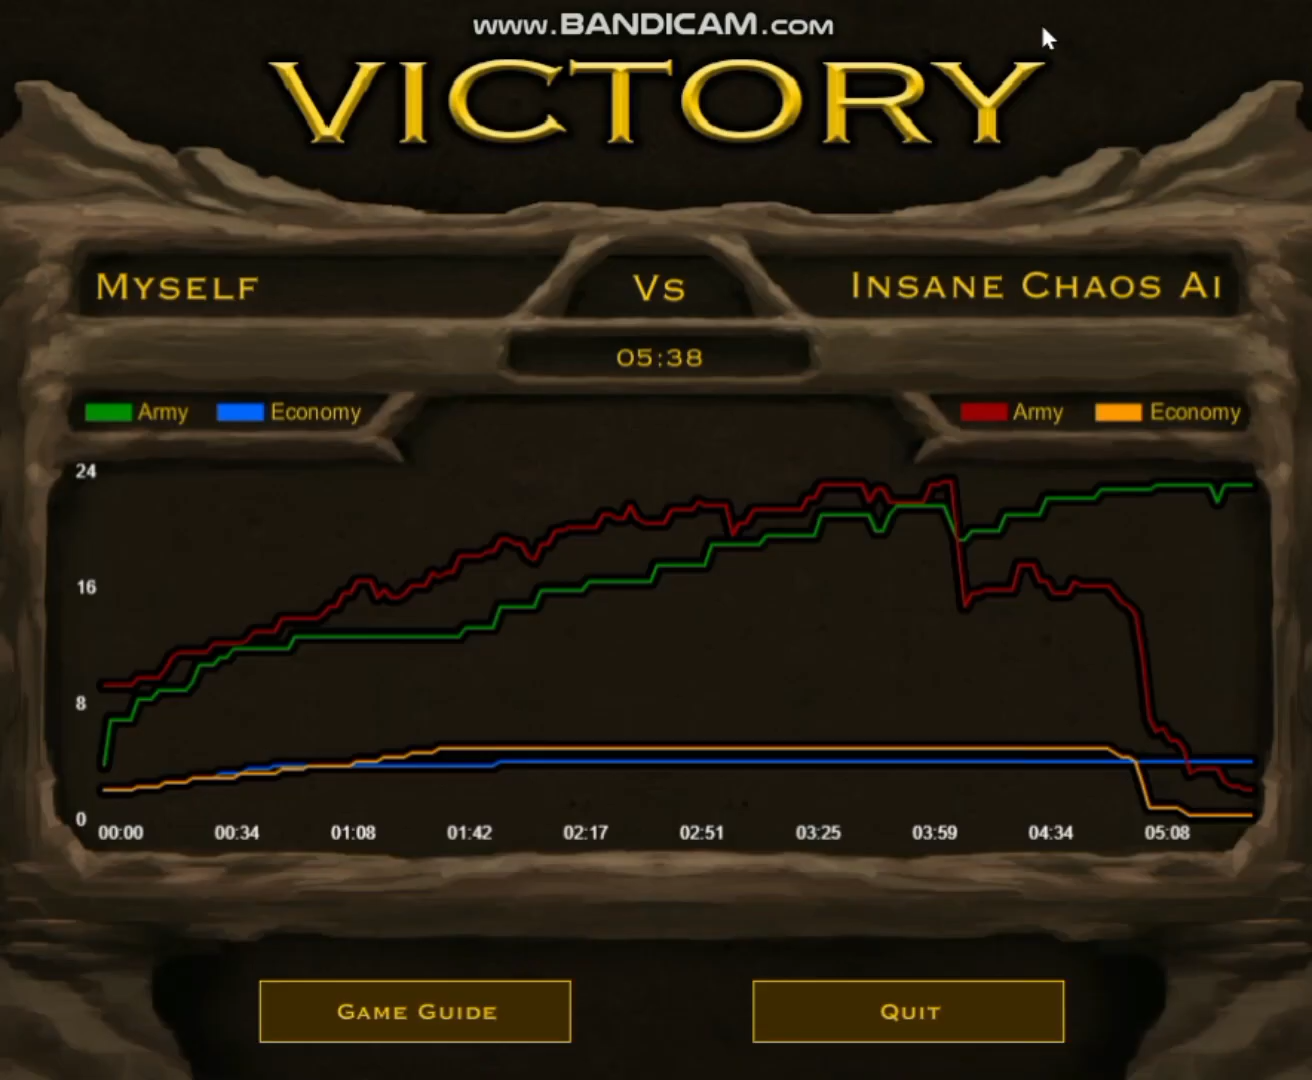 www.BANDICAM.com
VICTORY
MYSELF
VS
INSANE CHAOS AI
05:38
Army
Economy
Army
Economy
24
16
8
0
00:00 00:34 01:08 01:42 02:17 02:51 03:25 03:59 04:34 05:08
GAME GUIDE
QUIT